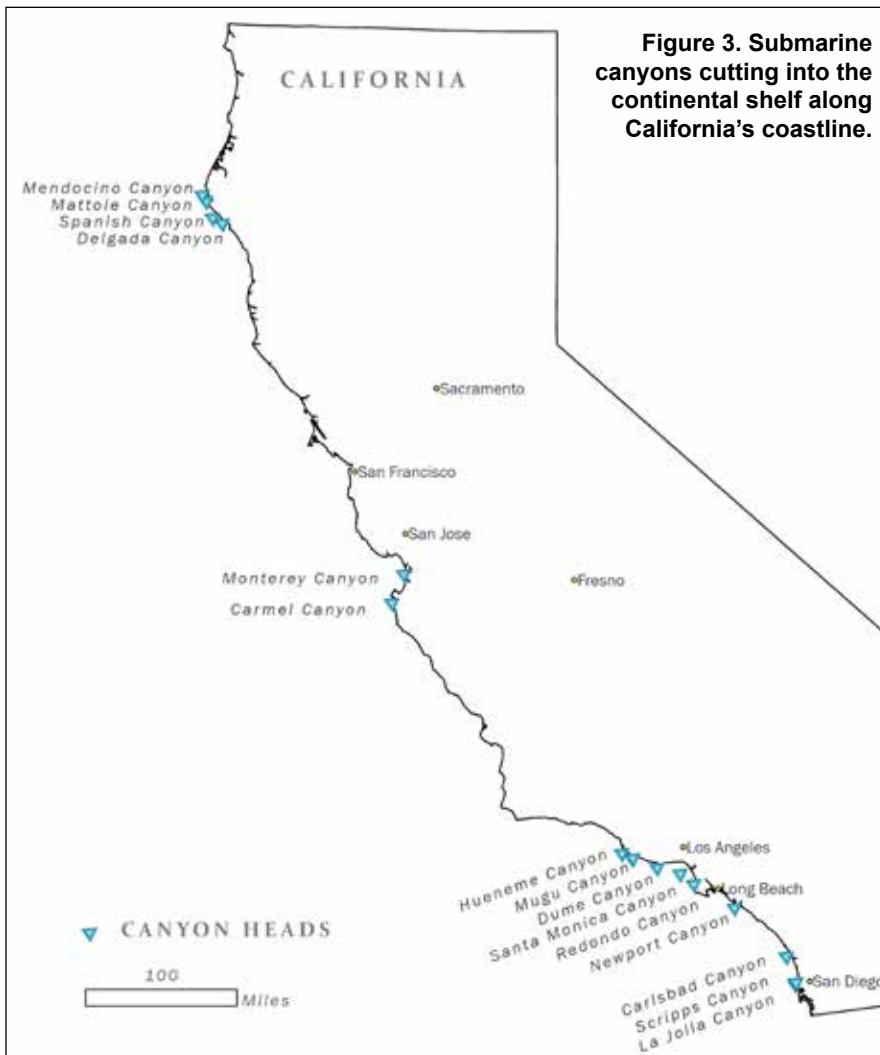 Figure 3. Submarine
canyons cutting into the
continental shelf along
California's coastline.
CALIFORNIA
Mendocino Canyon
Mattole Canyon
Spanish Canyon
Delgada Canyon
Sacramento
San Francisco
San Jose
Monterey Canyon
Fresno
Carmel Canyon
Los Angeles
Hueneme Canyon
Mugu Canyon
Dume Canyon
Long Beach
Santa Monica Canyon
Redondo Canyon
Newport Canyon
CANYON HEADS
100
Miles
Carlsbad Canyon
San Diego
Scripps Canyon
La Jolla Canyon